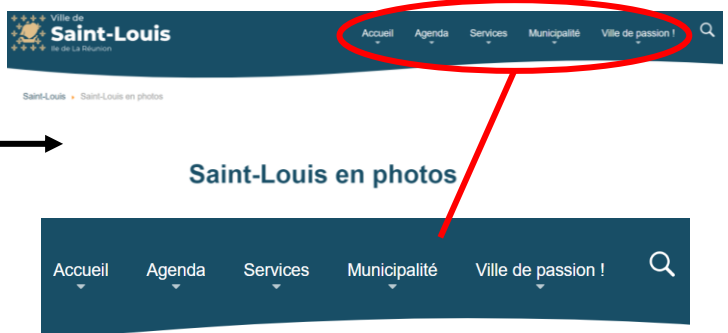 Ville de
Saint-Louis
Ile de La Réunion
Accueil Agenda Services Municipalité Ville de passion !
Saint-Louis • Saint-Louis en photos
Saint-Louis en photos
Accueil Agenda Services Municipalité Ville de passion !